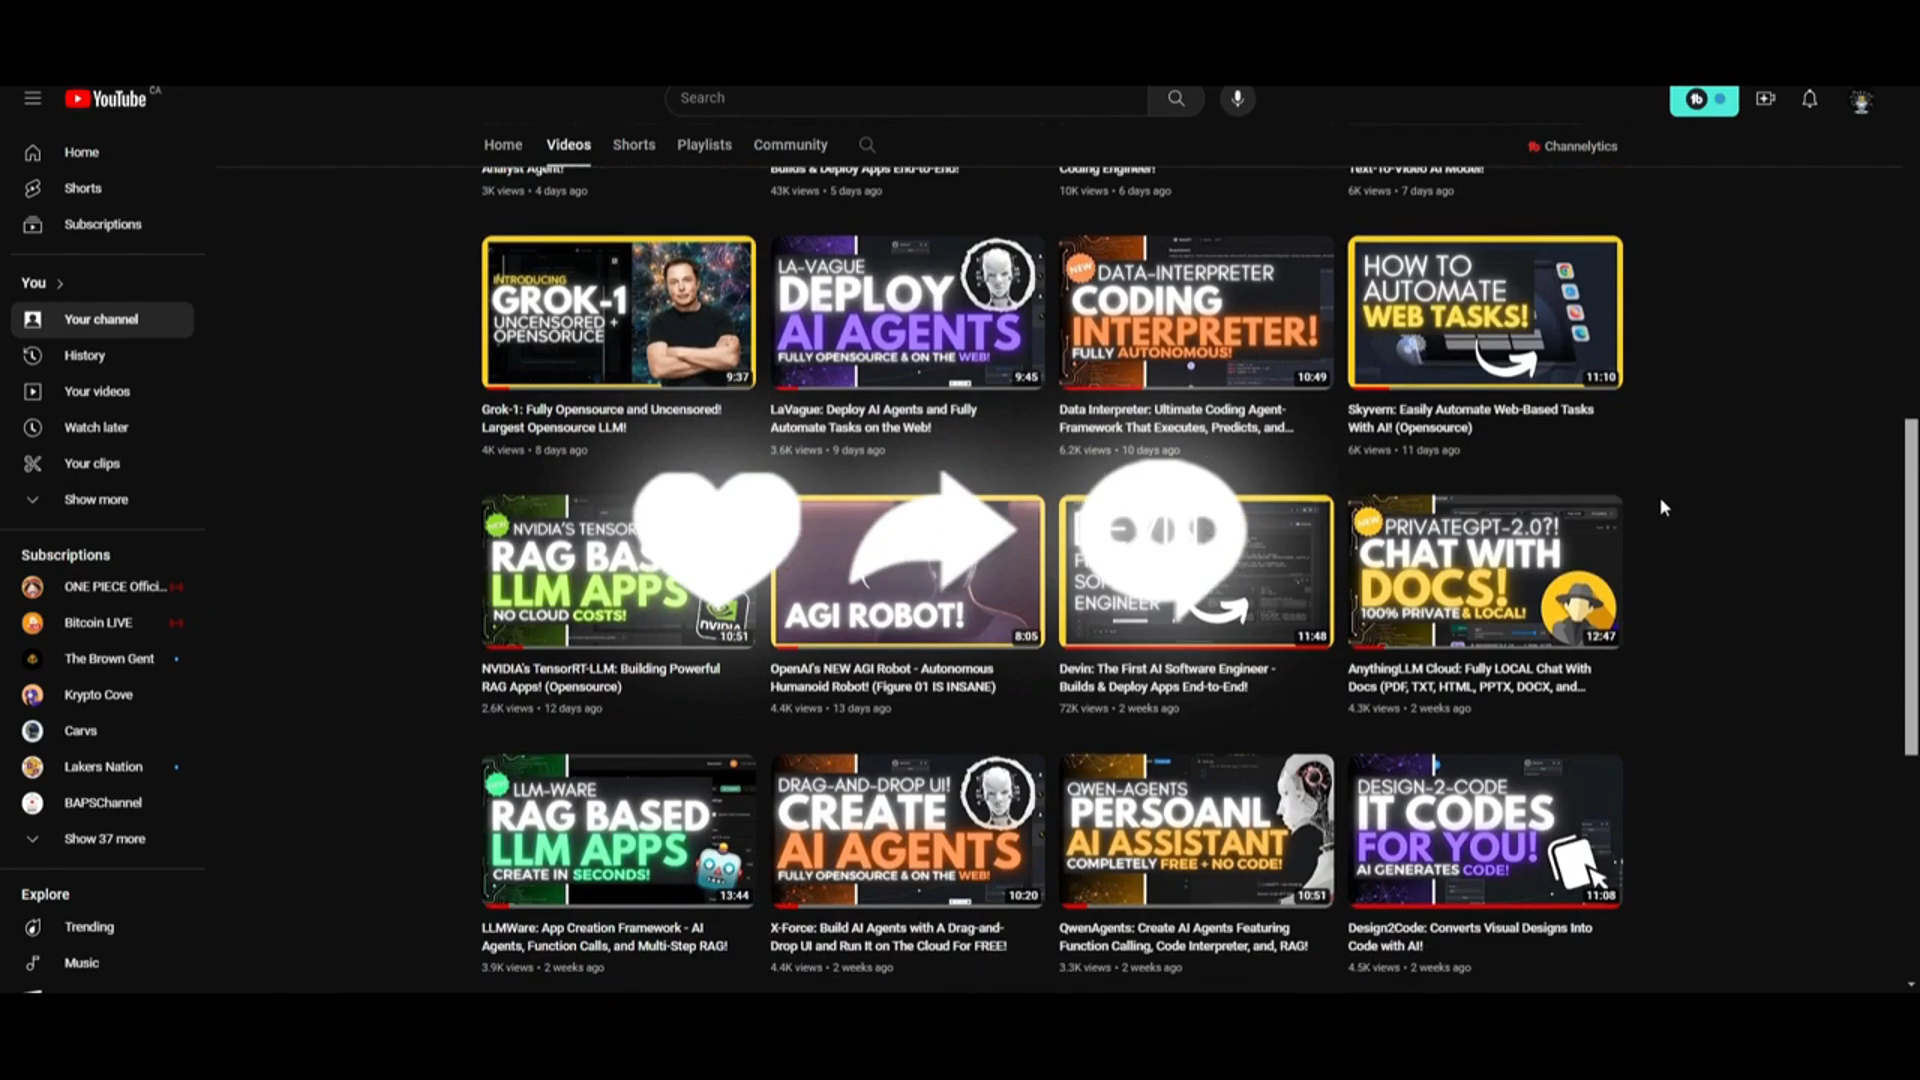 YouTube CA
Search
Home
Shorts
Subscriptions
You
Your channel
History
Your videos
Watch later
Your clips
Show more
Subscriptions
ONE PIECE Offici...
Bitcoin LIVE
The Brown Gent
Krypto Cove
Carvs
Lakers Nation
BAPSChannel
Show 37 more
Explore
Trending
Music
Home Videos Shorts Playlists Community
Channelytics
Analyst Agent!
3K views • 4 days ago
Builds & Deploy Apps End-to-End!
43K views • 5 days ago
Coding Engineer!
10K views • 6 days ago
Text-To-Video AI Model!
6K views • 7 days ago
INTRODUCING
GROK-1
UNCENSORED +
OPENSORUCE
9:37
Grok-1: Fully Opensource and Uncensored!
Largest Opensource LLM!
4K views • 8 days ago
LA-VAGUE
DEPLOY
AI AGENTS
FULLY OPENSOURCE & ON THE WEB!
9:45
LaVague: Deploy AI Agents and Fully
Automate Tasks on the Web!
3.6K views • 9 days ago
NEW
DATA-INTERPRETER
CODING
INTERPRETER!
FULLY AUTONOMOUS!
10:49
Data Interpreter: Ultimate Coding Agent-
Framework That Executes, Predicts, and...
6.2K views • 10 days ago
HOW TO
AUTOMATE
WEB TASKS!
11:10
Skyvern: Easily Automate Web-Based Tasks
With AI! (Opensource)
6K views • 11 days ago
NEW
NVIDIA'S TENSOR
RAG BAS
LLM APPS
NO CLOUD COSTS!
NVIDIA
10:51
NVIDIA's TensorRT-LLM: Building Powerful
RAG Apps! (Opensource)
2.6K views • 12 days ago
AGI ROBOT!
8:05
OpenAI's NEW AGI Robot - Autonomous
Humanoid Robot! (Figure 01 IS INSANE)
4.4K views • 13 days ago
ENGINEER
11:48
Devin: The First AI Software Engineer -
Builds & Deploy Apps End-to-End!
72K views • 2 weeks ago
NEW
PRIVATEGPT-2.0?!
CHAT WITH
DOCS!
100% PRIVATE & LOCAL!
12:47
AnythingLLM Cloud: Fully LOCAL Chat With
Docs (PDF, TXT, HTML, PPTX, DOCX, and...
4.3K views • 2 weeks ago
NEW
LLM-WARE
RAG BASED
LLM APPS
CREATE IN SECONDS!
13:44
LLMWare: App Creation Framework - AI
Agents, Function Calls, and Multi-Step RAG!
3.9K views • 2 weeks ago
DRAG-AND-DROP UI!
CREATE
AI AGENTS
FULLY OPENSOURCE & ON THE WEB!
10:20
X-Force: Build AI Agents with A Drag-and-
Drop UI and Run It on The Cloud For FREE!
4.4K views • 2 weeks ago
QWEN-AGENTS
PERSOANL
AI ASSISTANT
COMPLETELY FREE + NO CODE!
10:51
QwenAgents: Create AI Agents Featuring
Function Calling, Code Interpreter, and, RAG!
3.3K views • 2 weeks ago
DESIGN-2-CODE
IT CODES
FOR YOU!
AI GENERATES CODE!
11:08
Design2Code: Converts Visual Designs Into
Code with AI!
4.5K views • 2 weeks ago